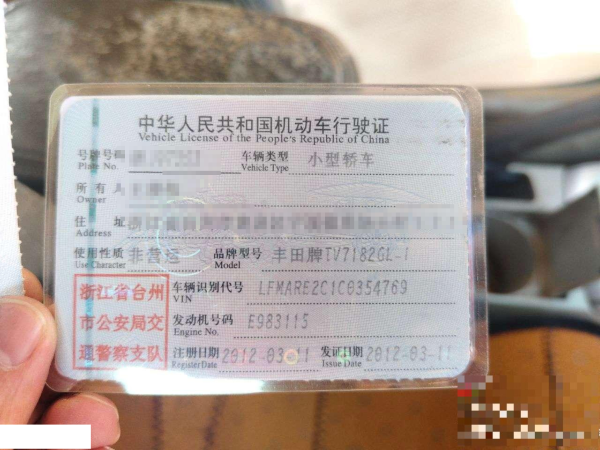 中华人民共和国机动车行驶证
Vehicle License of the People's Republic of China
号牌号码
Plate No.
车辆类型 小型轿车
Vehicle Type
所有人
Owner
住 址
Address
使用性质 非营运 品牌型号 丰田牌TV7182GL-1
Use Character Model
浙江省台州
市公安局交
通警察支队
车辆识别代号 LFMARE2C1C0354769
VIN
发动机号码 E983115
Engine No.
注册日期 2012-03-11 发证日期 2012-03-11
Register Date Issue Date